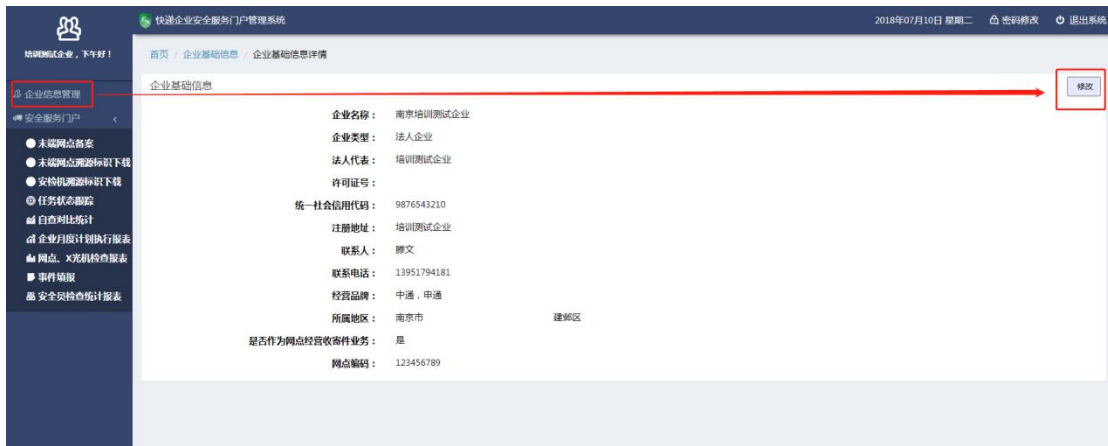 快递企业安全服务门户管理系统
2018年07月10日 星期二 密码修改 退出系统
培训测试企业，下午好！
首页 / 企业基础信息 / 企业基础信息详情
企业信息管理
安全服务门户
末端网点备案
末端网点溯源标识下载
安检机溯源标识下载
任务状态跟踪
自查对比统计
企业月度计划执行报表
网点、X光机检查报表
事件填报
安全员检查统计报表
企业基础信息
修改
企业名称： 南京培训测试企业
企业类型： 法人企业
法人代表： 培训测试企业
许可证号：
统一社会信用代码： 9876543210
注册地址： 培训测试企业
联系人： 滕文
联系电话： 13951794181
经营品牌： 中通，申通
所属地区： 南京市 建邺区
是否作为网点经营收寄件业务： 是
网点编码： 123456789